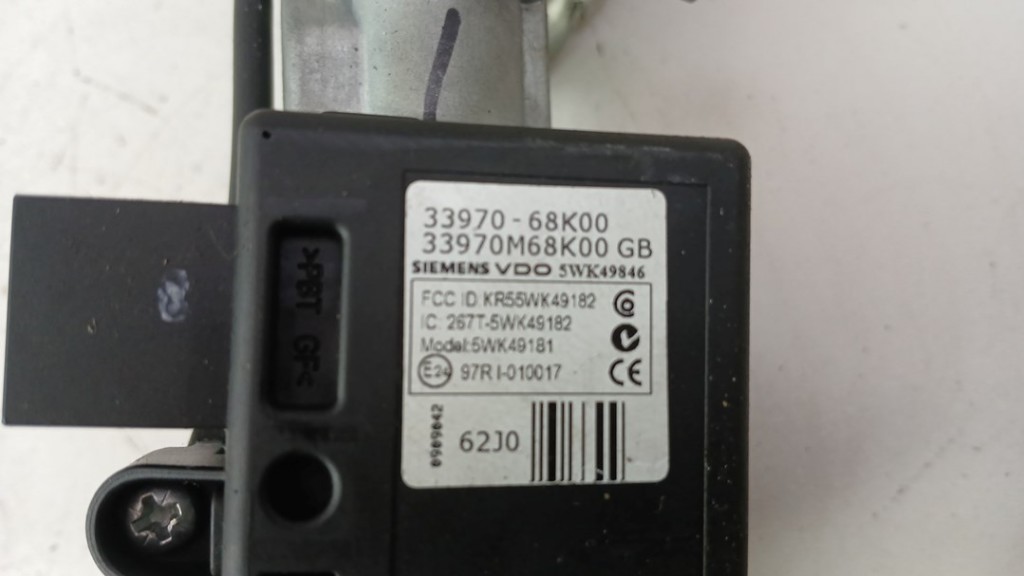 33970-68K00
33970M68K00 GB
SIEMENS VDO 5WK49846
FCC ID: KR55WK49182
IC: 267T-5WK49182
Model:5WK49181
E24 97R I-010017 CE
0909042
62J0
>PBT GF<